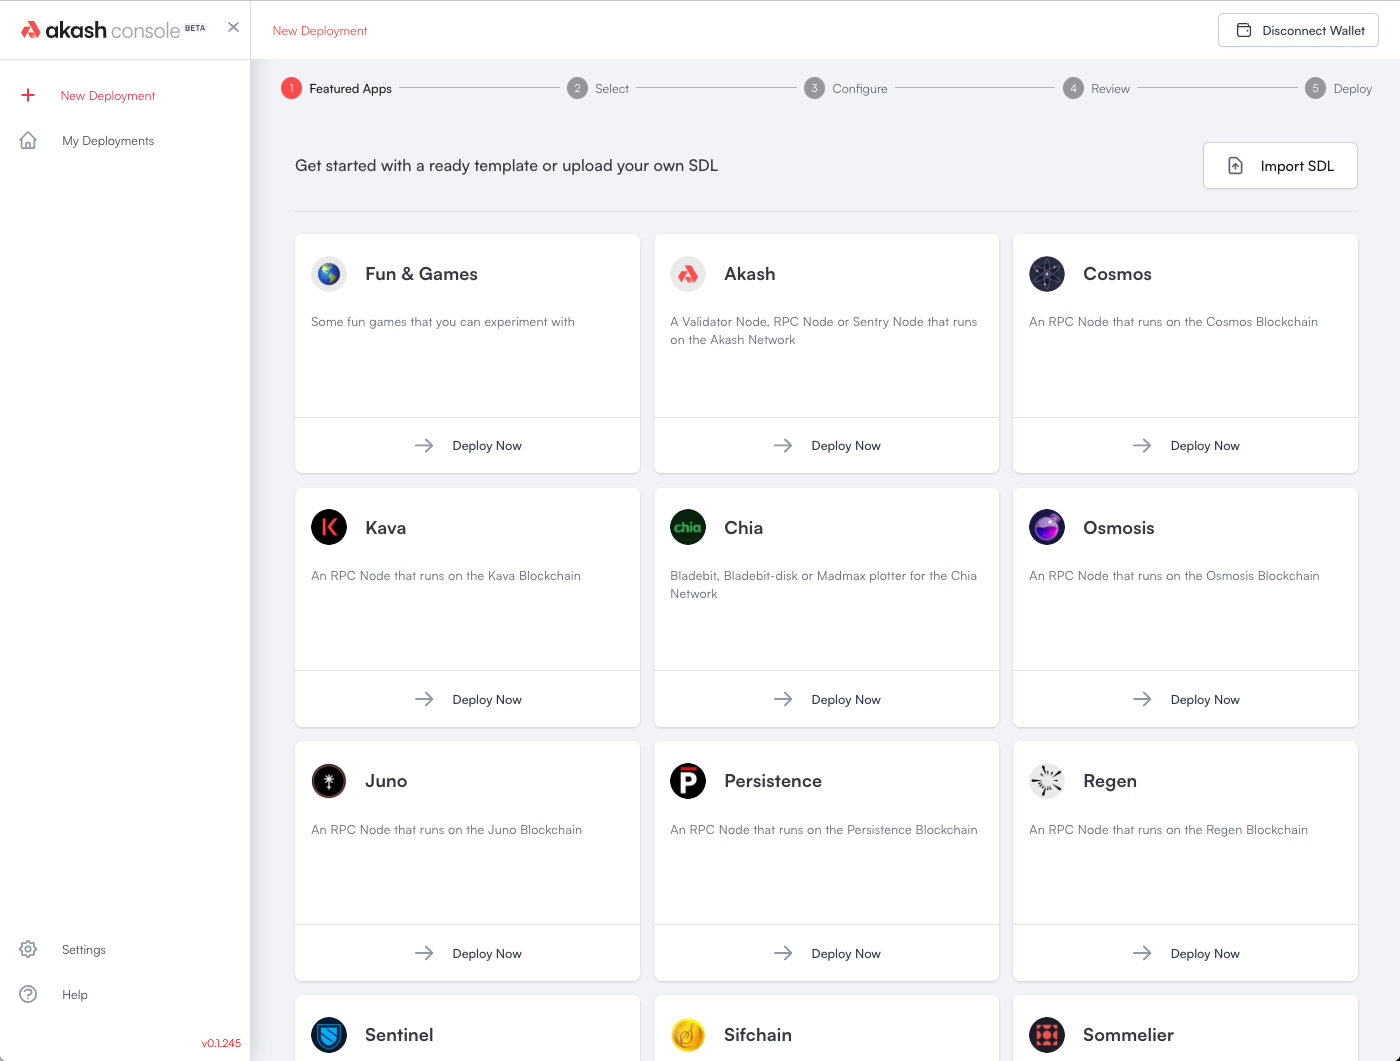 akash console BETA
New Deployment
Disconnect Wallet
New Deployment
My Deployments
1 Featured Apps
2 Select
3 Configure
4 Review
5 Deploy
Get started with a ready template or upload your own SDL
Import SDL
Fun & Games
Some fun games that you can experiment with
Deploy Now
Akash
A Validator Node, RPC Node or Sentry Node that runs
on the Akash Network
Deploy Now
Cosmos
An RPC Node that runs on the Cosmos Blockchain
Deploy Now
Kava
An RPC Node that runs on the Kava Blockchain
Deploy Now
chia
Chia
Bladebit, Bladebit-disk or Madmax plotter for the Chia
Network
Deploy Now
Osmosis
An RPC Node that runs on the Osmosis Blockchain
Deploy Now
Juno
An RPC Node that runs on the Juno Blockchain
Deploy Now
Persistence
An RPC Node that runs on the Persistence Blockchain
Deploy Now
Regen
An RPC Node that runs on the Regen Blockchain
Deploy Now
Sentinel
Sifchain
Sommelier
Settings
Help
v0.1.245